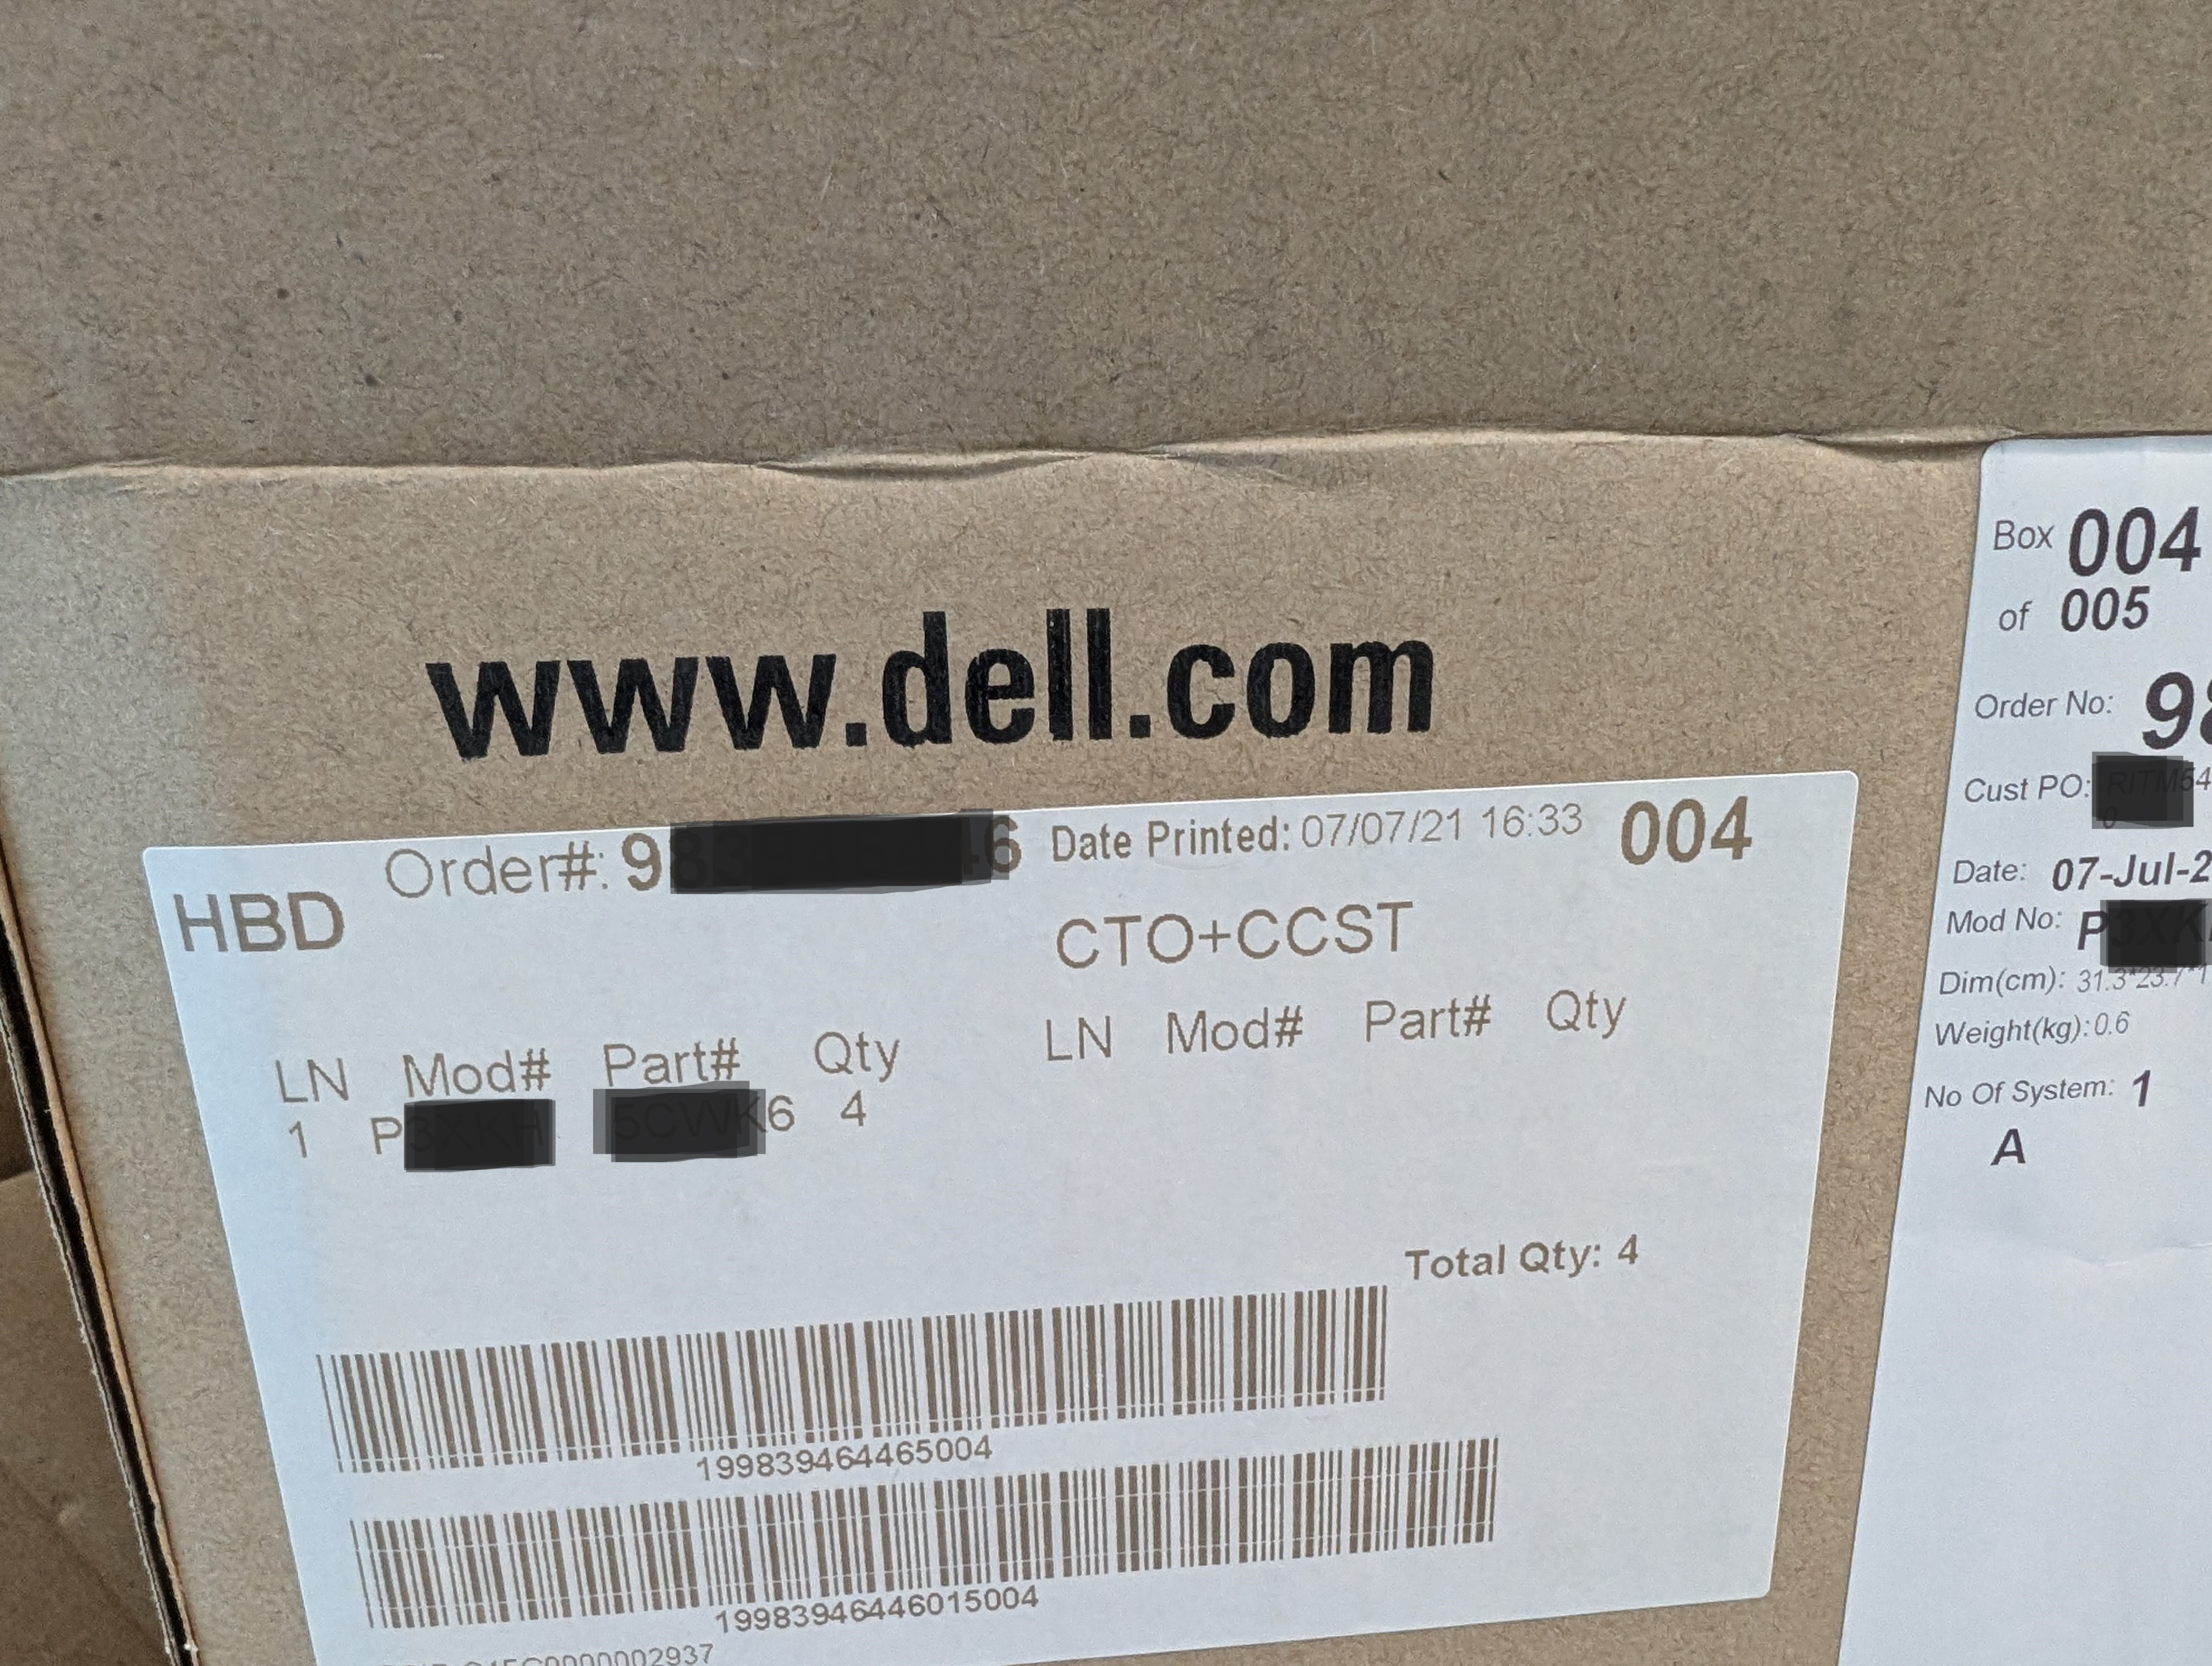 www.dell.com
HBD
Order#: 9 6 Date Printed: 07/07/21 16:33 004
CTO+CCST
LN Mod# Part# Qty LN Mod# Part# Qty
1 P 6 4
Total Qty: 4
199839464465004
19983946446015004
0000002937
Box 004
of 005
Order No: 98
Cust PO:
Date: 07-Jul-2
Mod No: P
Dim(cm): 31.3*23.7*1
Weight(kg): 0.6
No Of System: 1
A